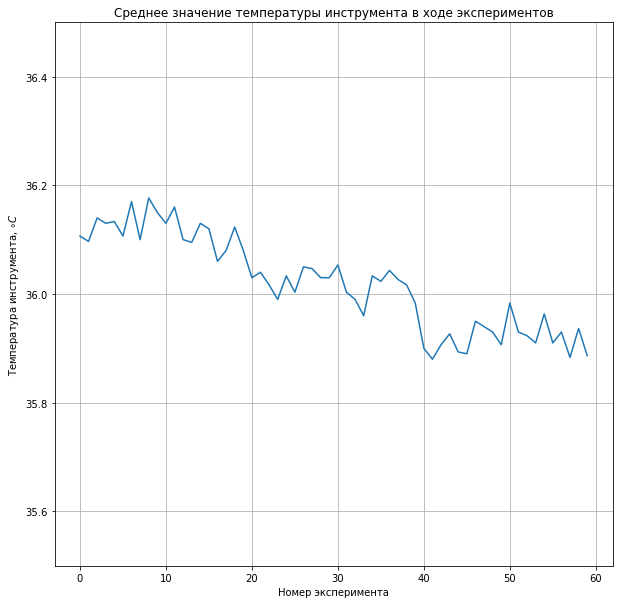 Среднее значение температуры инструмента в ходе экспериментов
36.4
36.2
36.0
35.8
35.6
Температура инструмента, ∘C
0 10 20 30 40 50 60
Номер эксперимента